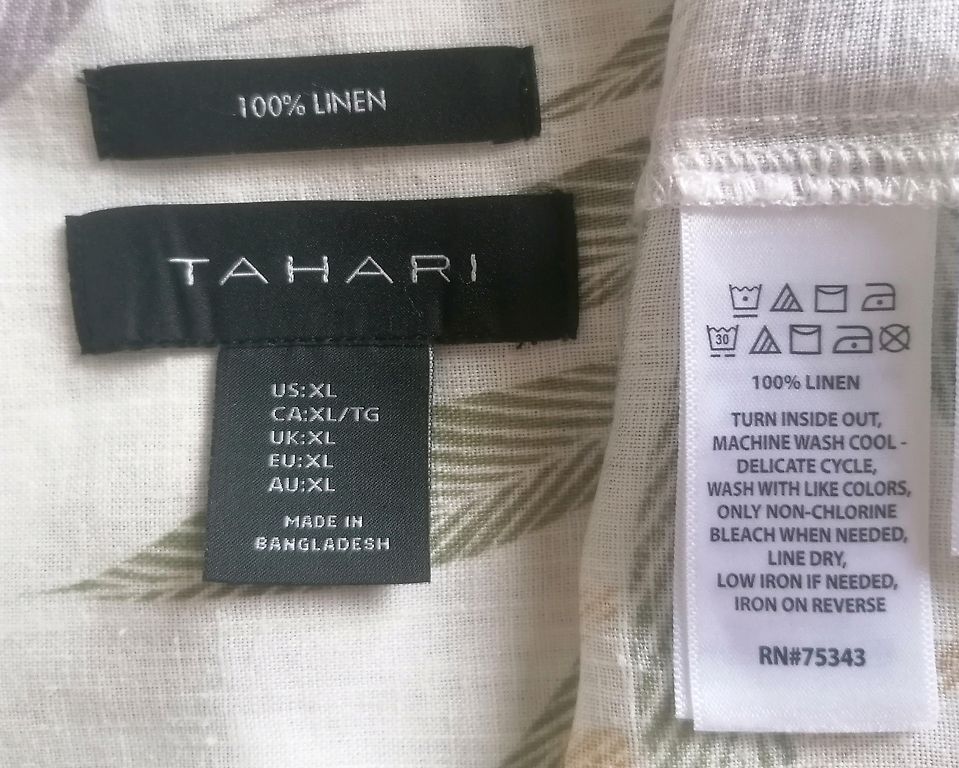 100% LINEN
TAHARI
US:XL
CA:XL/TG
UK:XL
EU:XL
AU:XL
MADE IN
BANGLADESH
30
100% LINEN
TURN INSIDE OUT,
MACHINE WASH COOL -
DELICATE CYCLE,
WASH WITH LIKE COLORS,
ONLY NON-CHLORINE
BLEACH WHEN NEEDED,
LINE DRY,
LOW IRON IF NEEDED,
IRON ON REVERSE
RN#75343